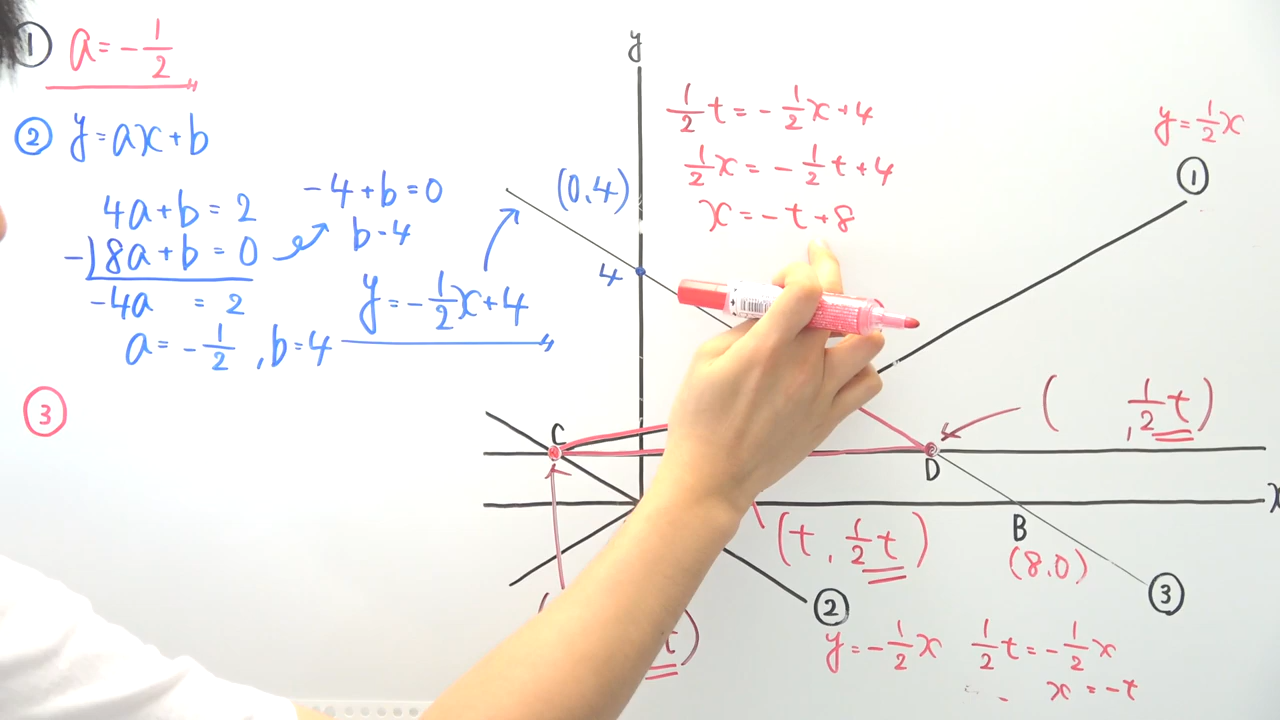 ① a = -1/2
② y = ax + b
4a + b = 2
-) 8a + b = 0
-4a = 2
a = -1/2 , b = 4
-4 + b = 0
b - 4
y = -1/2x + 4
③
y
(0,4)
4
1/2t = -1/2x + 4
1/2x = -1/2t + 4
x = -t + 8
y = 1/2x
①
C
( , 1/2t)
D
x
B
(8,0)
(t, 1/2t)
②
③
( t)
y = -1/2x
1/2t = -1/2x
x = -t